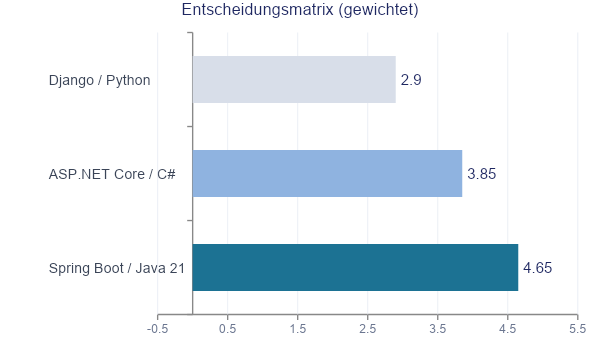 Entscheidungsmatrix (gewichtet)
Django / Python
2.9
ASP.NET Core / C#
3.85
Spring Boot / Java 21
4.65
-0.5 0.5 1.5 2.5 3.5 4.5 5.5